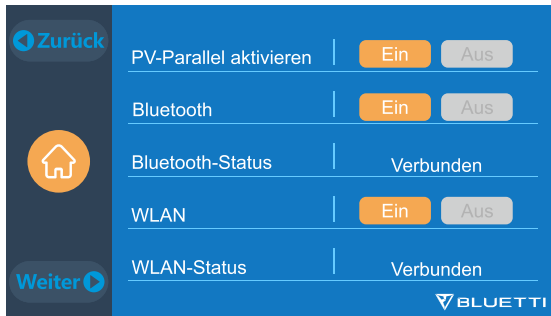 Zurück
PV-Parallel aktivieren Ein Aus
Bluetooth Ein Aus
Bluetooth-Status Verbunden
WLAN Ein Aus
WLAN-Status Verbunden
Weiter
BLUETTI